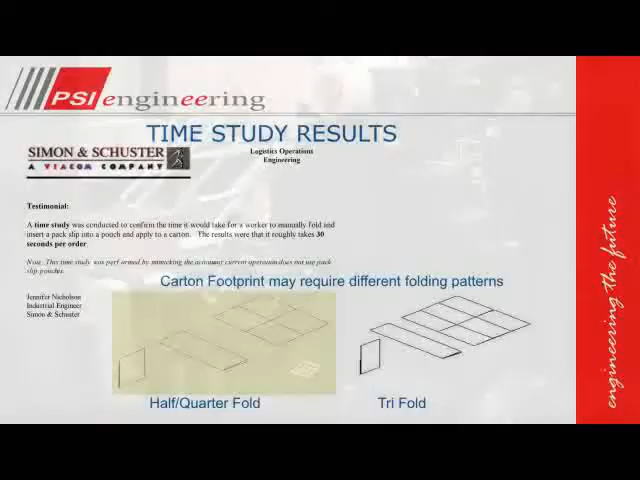 PSI engineering
TIME STUDY RESULTS
SIMON & SCHUSTER
A VIACOM COMPANY
Logistics Operations
Engineering
Testimonial:
A time study was conducted to confirm the time it would take for a worker to manually fold and
insert a pack slip into a pouch and apply to a carton. The results were that it roughly takes 30
seconds per order.
Note: This time study was performed by mimicking the activity our current operation does not use pack
slip pouches.
Carton Footprint may require different folding patterns
Jennifer Nicholson
Industrial Engineer
Simon & Schuster
Half/Quarter Fold
Tri Fold
engineering the future